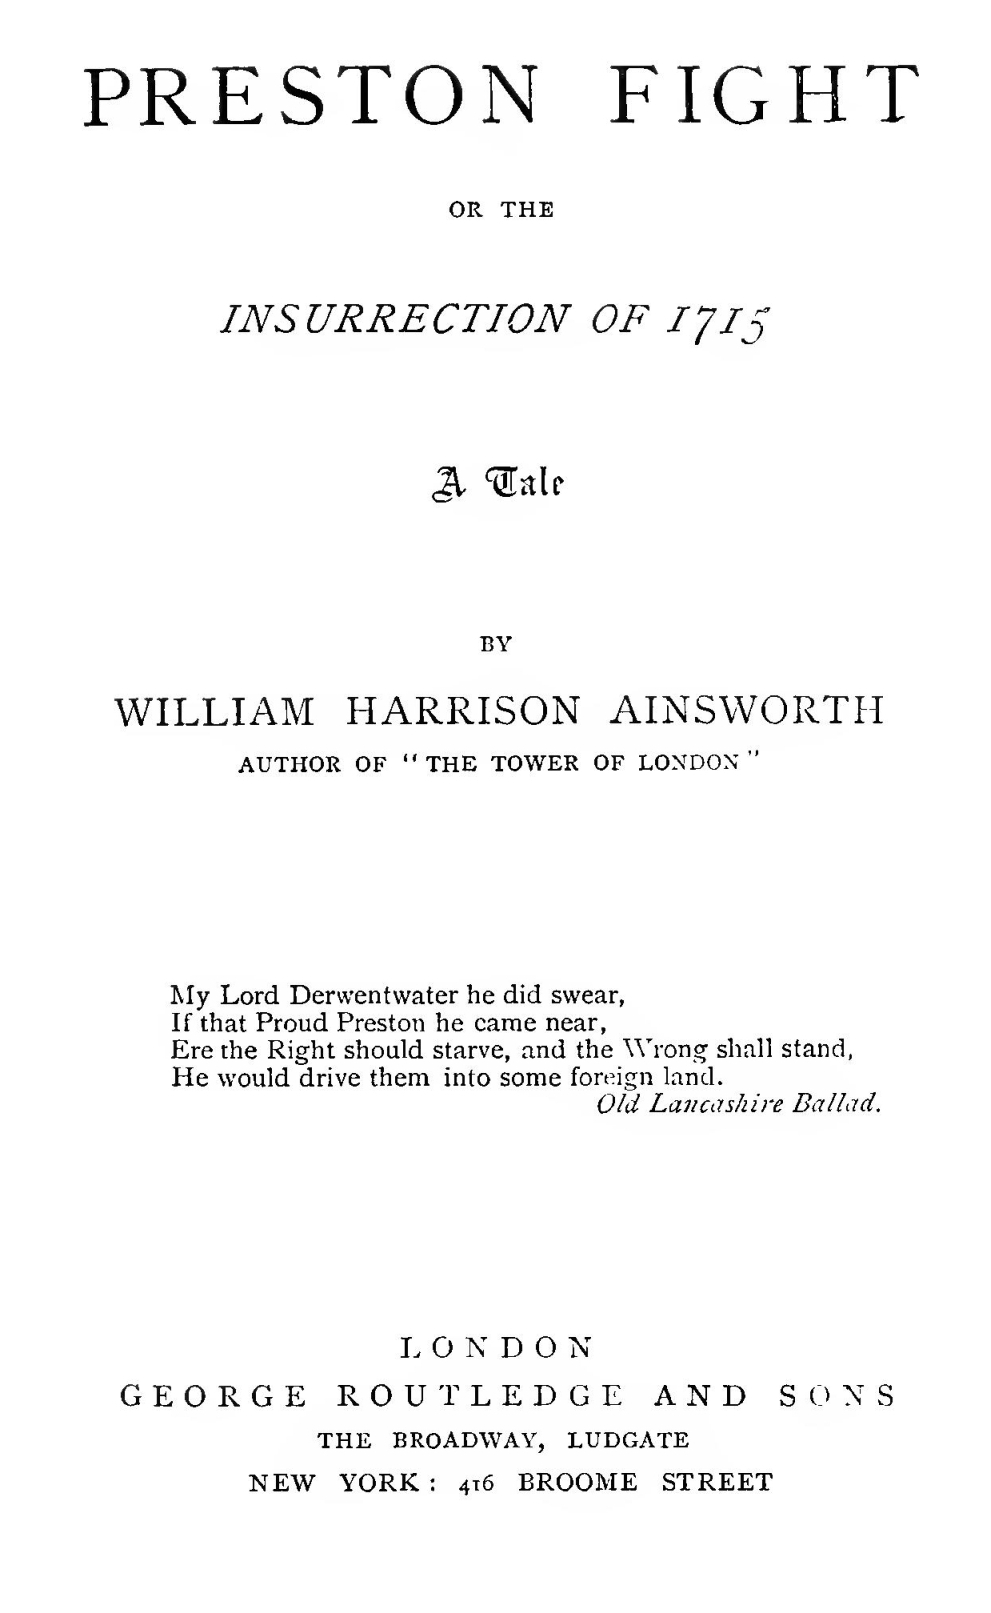 PRESTON FIGHT
OR THE
INSURRECTION OF 1715
A Tale
BY
WILLIAM HARRISON AINSWORTH
AUTHOR OF "THE TOWER OF LONDON"
My Lord Derwentwater he did swear,
If that Proud Preston he came near,
Ere the Right should starve, and the Wrong shall stand,
He would drive them into some foreign land.
Old Lancashire Ballad.
LONDON
GEORGE ROUTLEDGE AND SONS
THE BROADWAY, LUDGATE
NEW YORK: 416 BROOME STREET